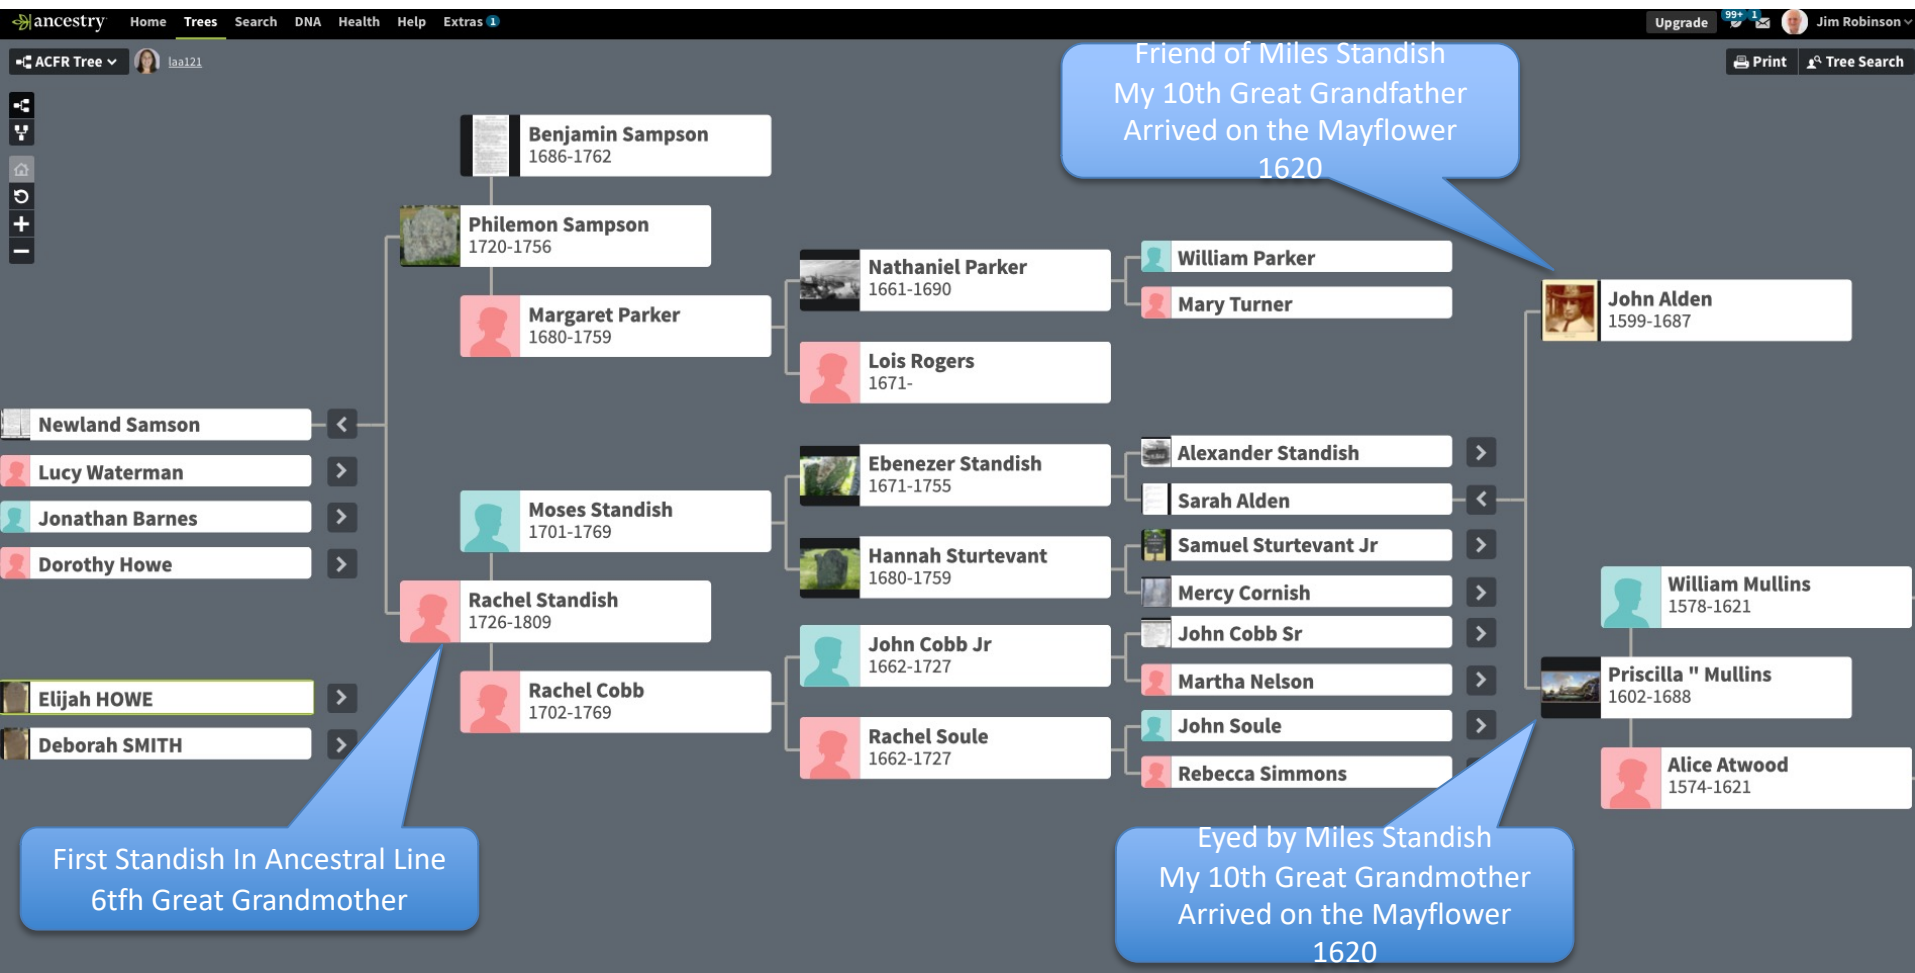 ancestry Home Trees Search DNA Health Help Extras 1 Upgrade 99+ 1 Jim Robinson
ACFR Tree laa121 Print Tree Search
Friend of Miles Standish
My 10th Great Grandfather
Arrived on the Mayflower
1620
Benjamin Sampson
1686-1762
Philemon Sampson
1720-1756
Margaret Parker
1680-1759
Nathaniel Parker
1661-1690
Lois Rogers
1671-
William Parker
Mary Turner
John Alden
1599-1687
Newland Samson
Lucy Waterman
Jonathan Barnes
Dorothy Howe
Elijah HOWE
Deborah SMITH
Moses Standish
1701-1769
Rachel Standish
1726-1809
Rachel Cobb
1702-1769
Ebenezer Standish
1671-1755
Hannah Sturtevant
1680-1759
John Cobb Jr
1662-1727
Rachel Soule
1662-1727
Alexander Standish
Sarah Alden
Samuel Sturtevant Jr
Mercy Cornish
John Cobb Sr
Martha Nelson
John Soule
Rebecca Simmons
William Mullins
1578-1621
Priscilla " Mullins
1602-1688
Alice Atwood
1574-1621
First Standish In Ancestral Line
6tfh Great Grandmother
Eyed by Miles Standish
My 10th Great Grandmother
Arrived on the Mayflower
1620